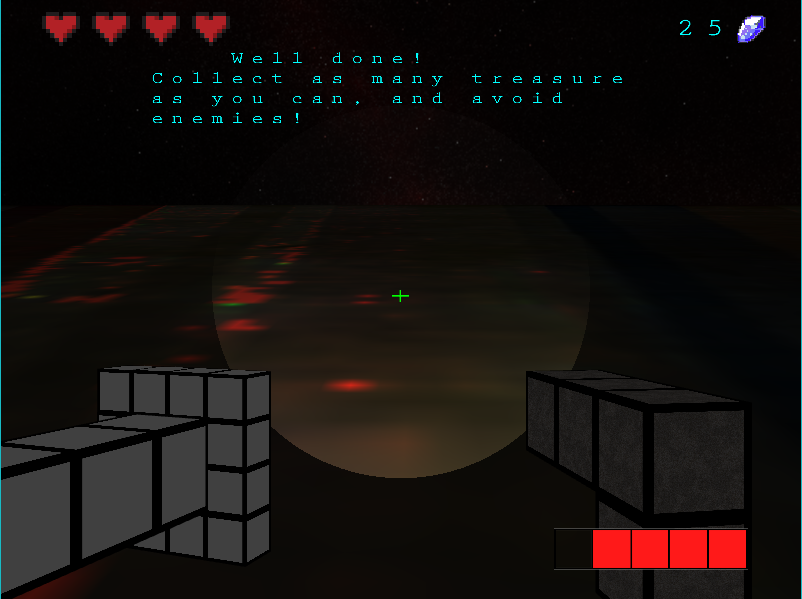 25
Well done!
Collect as many treasure
as you can, and avoid
enemies!